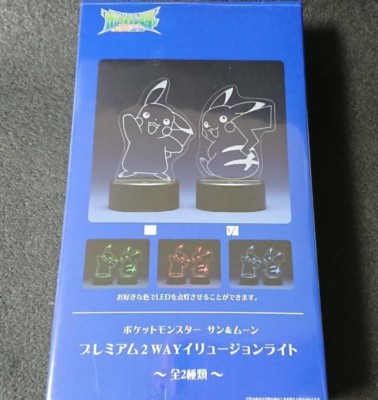 お好きな色でLEDを点灯させることができます。
ポケットモンスター サン&ムーン
プレミアム2WAYイリュージョンライト
～全2種類～